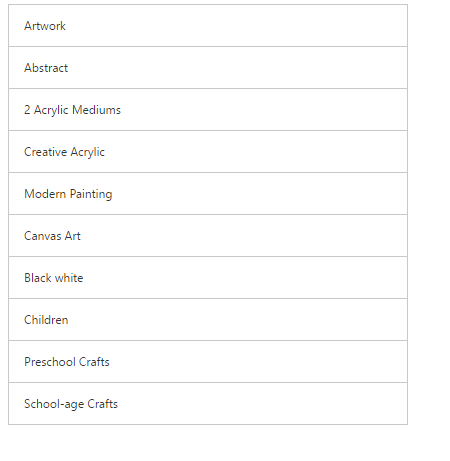 Artwork
Abstract
2 Acrylic Mediums
Creative Acrylic
Modern Painting
Canvas Art
Black white
Children
Preschool Crafts
School-age Crafts